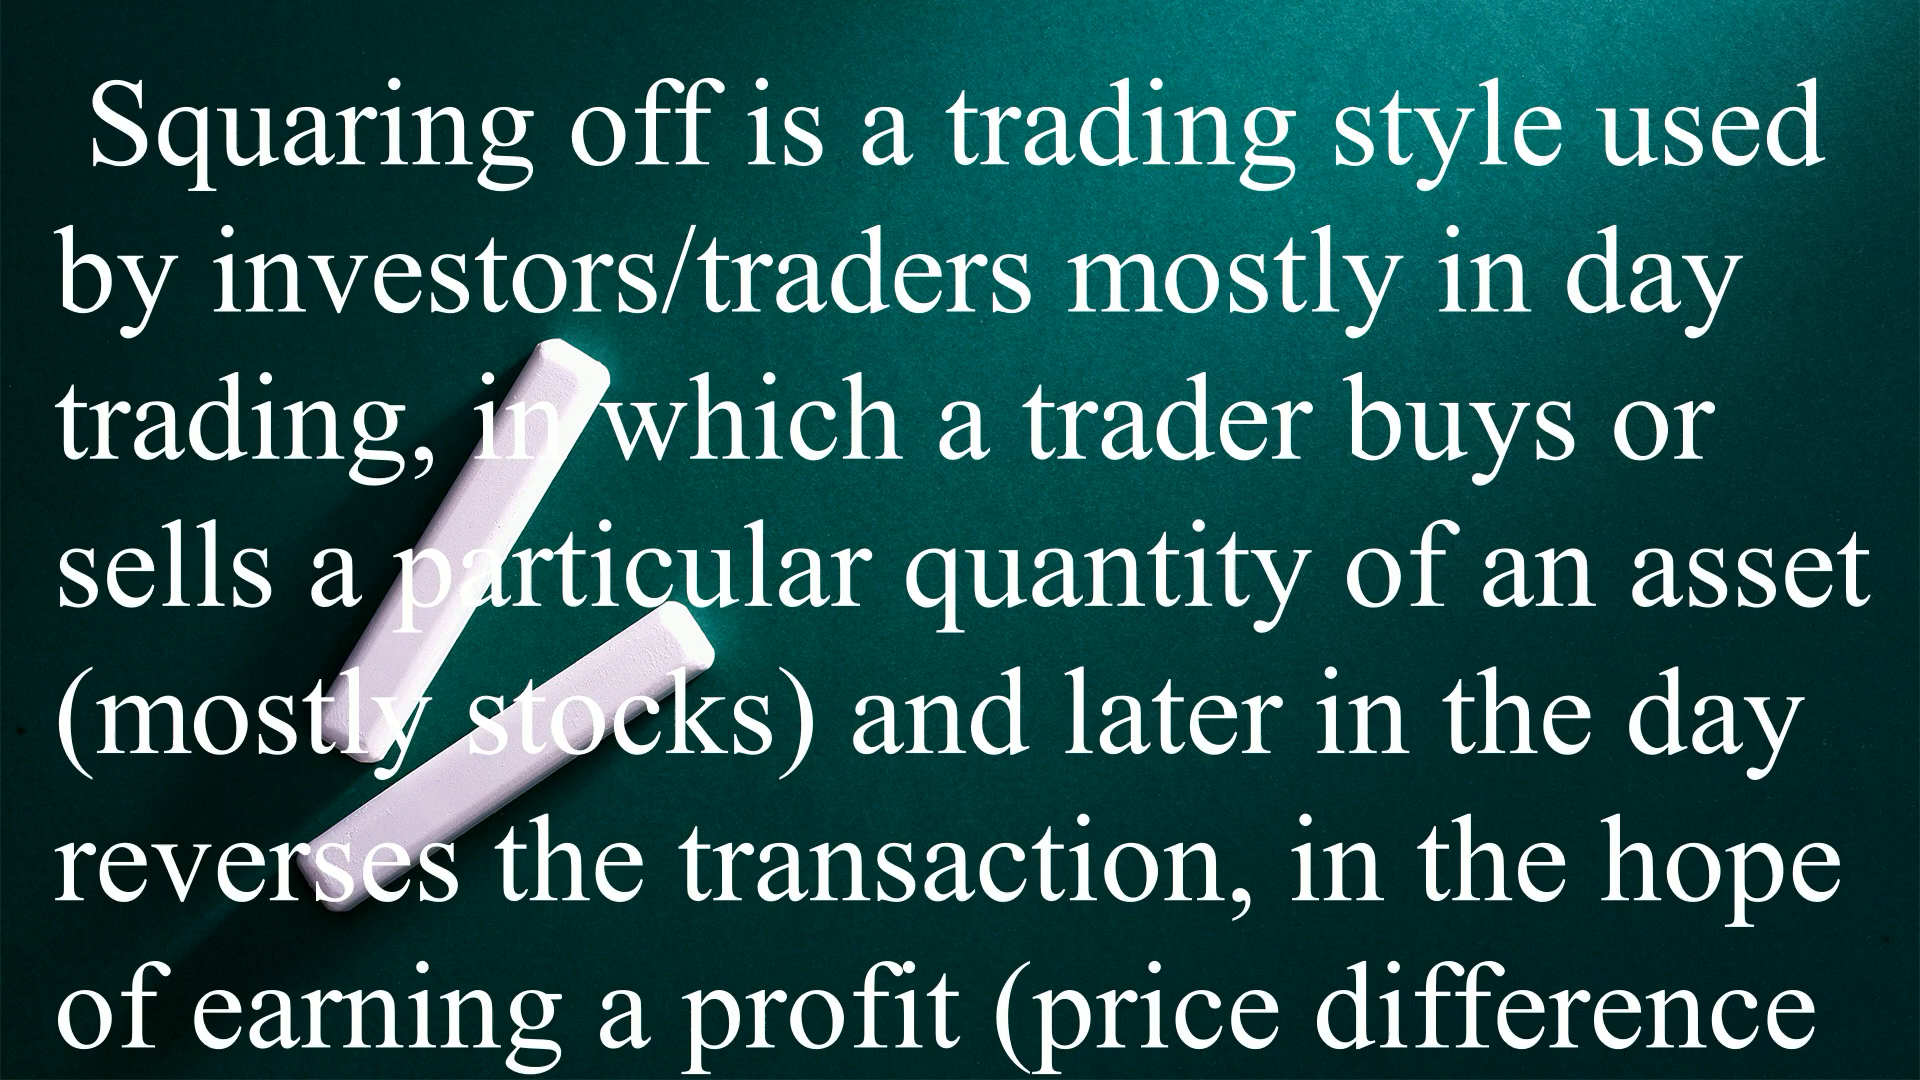 Squaring off is a trading style used
by investors/traders mostly in day
trading, in which a trader buys or
sells a particular quantity of an asset
(mostly stocks) and later in the day
reverses the transaction, in the hope
of earning a profit (price difference